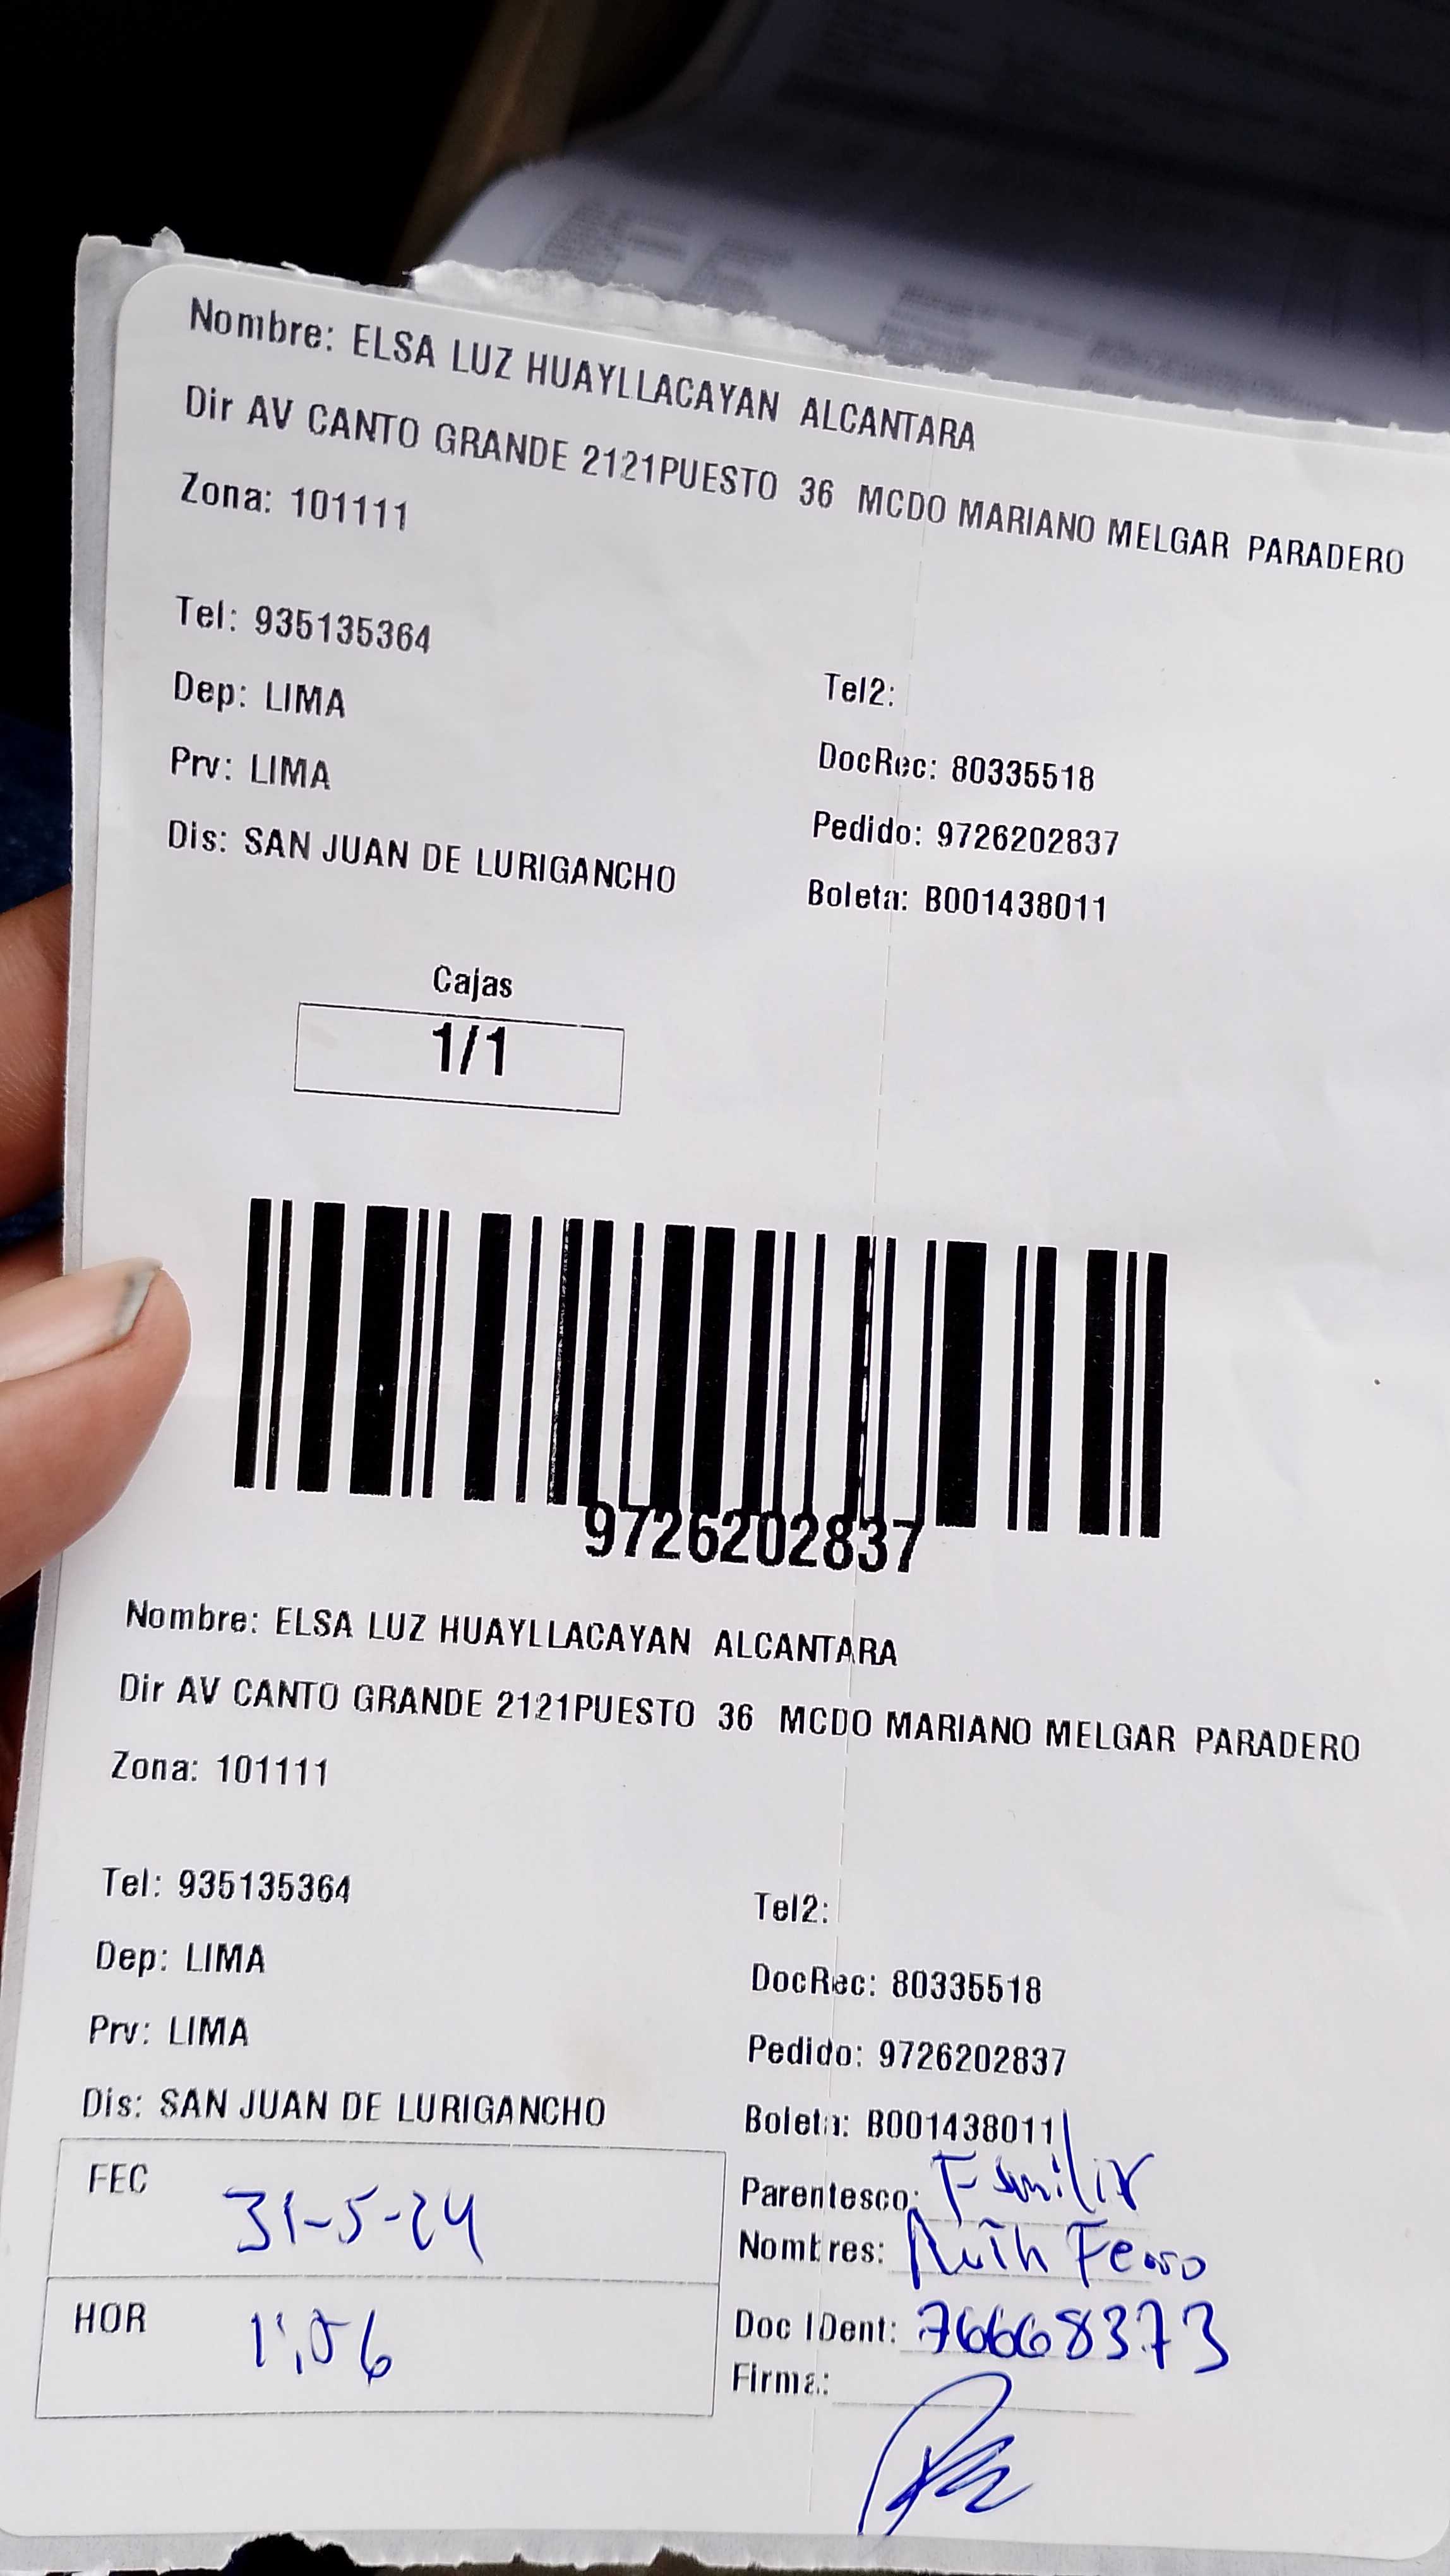 Nombre: ELSA LUZ HUAYLLACAYAN ALCANTARA
Dir AV CANTO GRANDE 2121PUESTO 36 MCDO MARIANO MELGAR PARADERO
Zona: 101111
Tel: 935135364
Tel2:
Dep: LIMA
DocRec: 80335518
Prv: LIMA
Pedido: 9726202837
Dis: SAN JUAN DE LURIGANCHO
Boleta: B001438011
Cajas
1/1
9726202837
Nombre: ELSA LUZ HUAYLLACAYAN ALCANTARA
Dir AV CANTO GRANDE 2121PUESTO 36 MCDO MARIANO MELGAR PARADERO
Zona: 101111
Tel: 935135364
Tel2:
Dep: LIMA
DocRec: 80335518
Prv: LIMA
Pedido: 9726202837
Dis: SAN JUAN DE LURIGANCHO
Boleta: B001438011
FEC 31-5-24
Parentesco: Familiar
Nombres: Ruth
HOR 1:06
Doc IDent: 76668373
Firma: